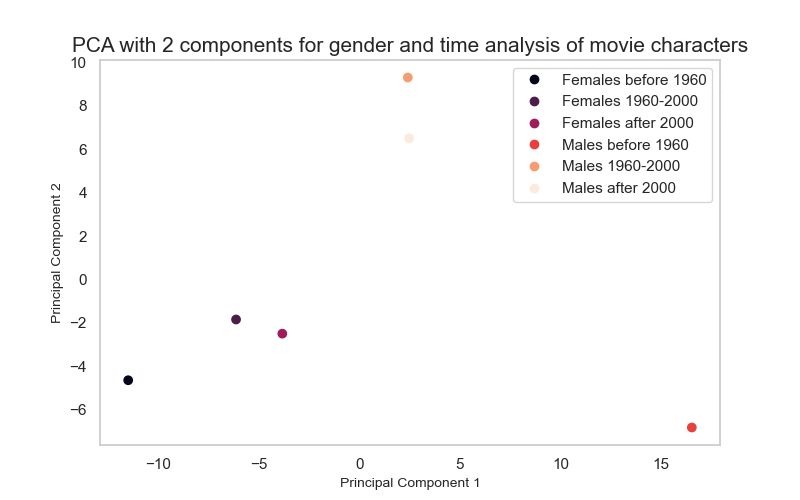 PCA with 2 components for gender and time analysis of movie characters
10
8
6
4
2
0
−2
−4
−6
Principal Component 2
Females before 1960
Females 1960-2000
Females after 2000
Males before 1960
Males 1960-2000
Males after 2000
−10
−5
0
5
10
15
Principal Component 1